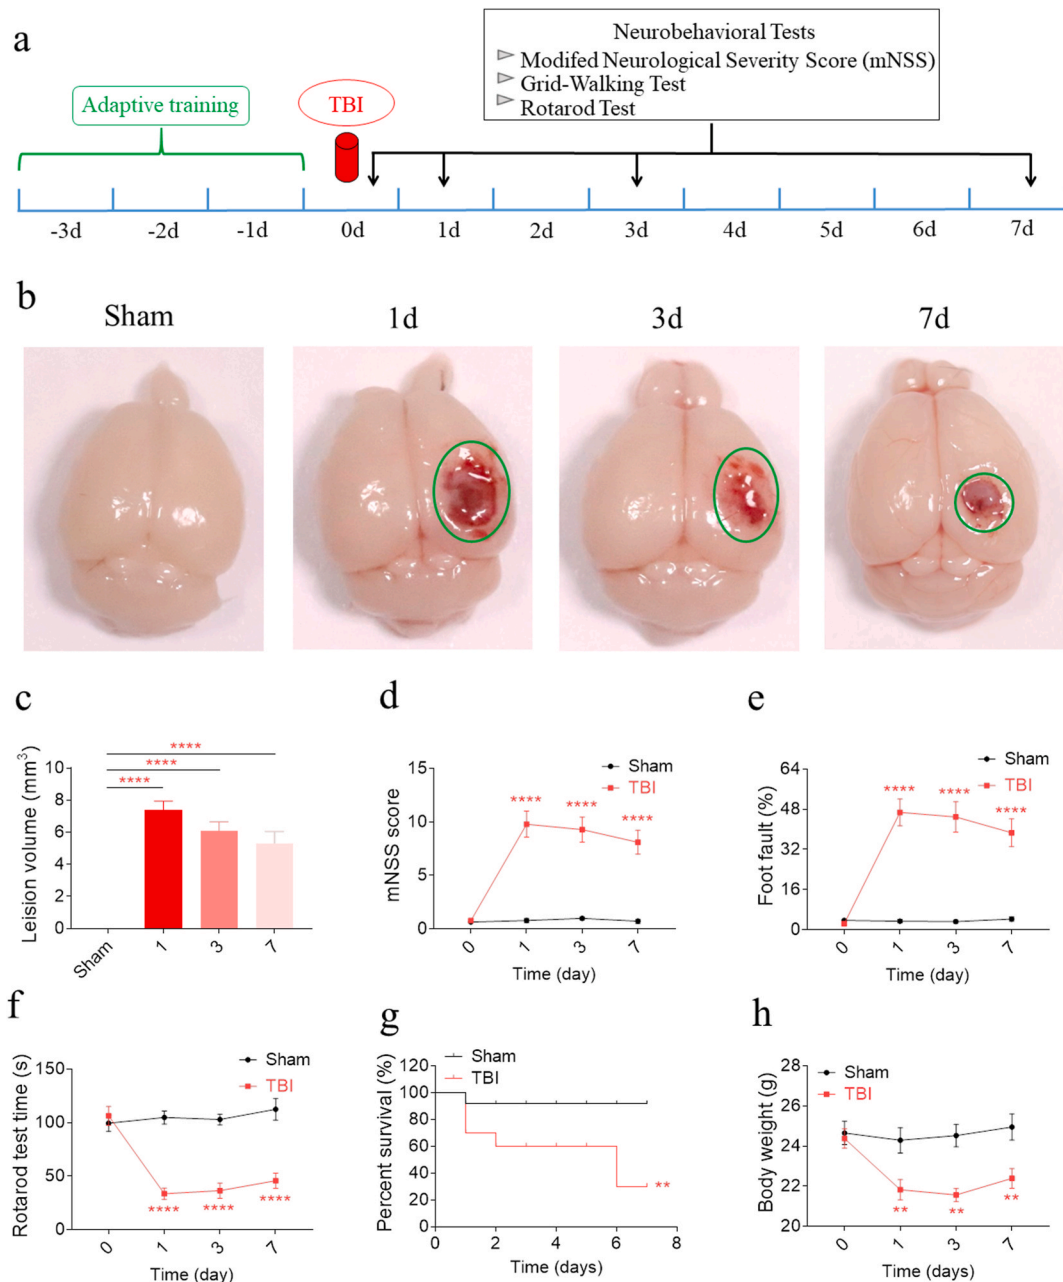 a
Neurobehavioral Tests
Modifed Neurological Severity Score (mNSS)
Grid-Walking Test
Rotarod Test
Adaptive training
TBI
-3d -2d -1d 0d 1d 2d 3d 4d 5d 6d 7d
b
Sham 1d 3d 7d
c
Leision volume (mm³)
****
****
****
10
8
6
4
2
0
Sham 1 3 7
d
mNSS score
Sham
TBI
15
10
5
0
**** **** ****
0 1 3 7
Time (day)
e
Foot fault (%)
Sham
TBI
64
48
32
16
0
**** **** ****
0 1 3 7
Time (day)
f
Rotarod test time (s)
Sham
TBI
150
100
50
0
**** **** ****
0 1 3 7
Time (day)
g
Percent survival (%)
Sham
TBI
120
100
80
60
40
20
0
**
0 2 4 6 8
Time (days)
h
Body weight (g)
Sham
TBI
28
26
24
22
20
** ** **
0 1 3 7
Time (days)